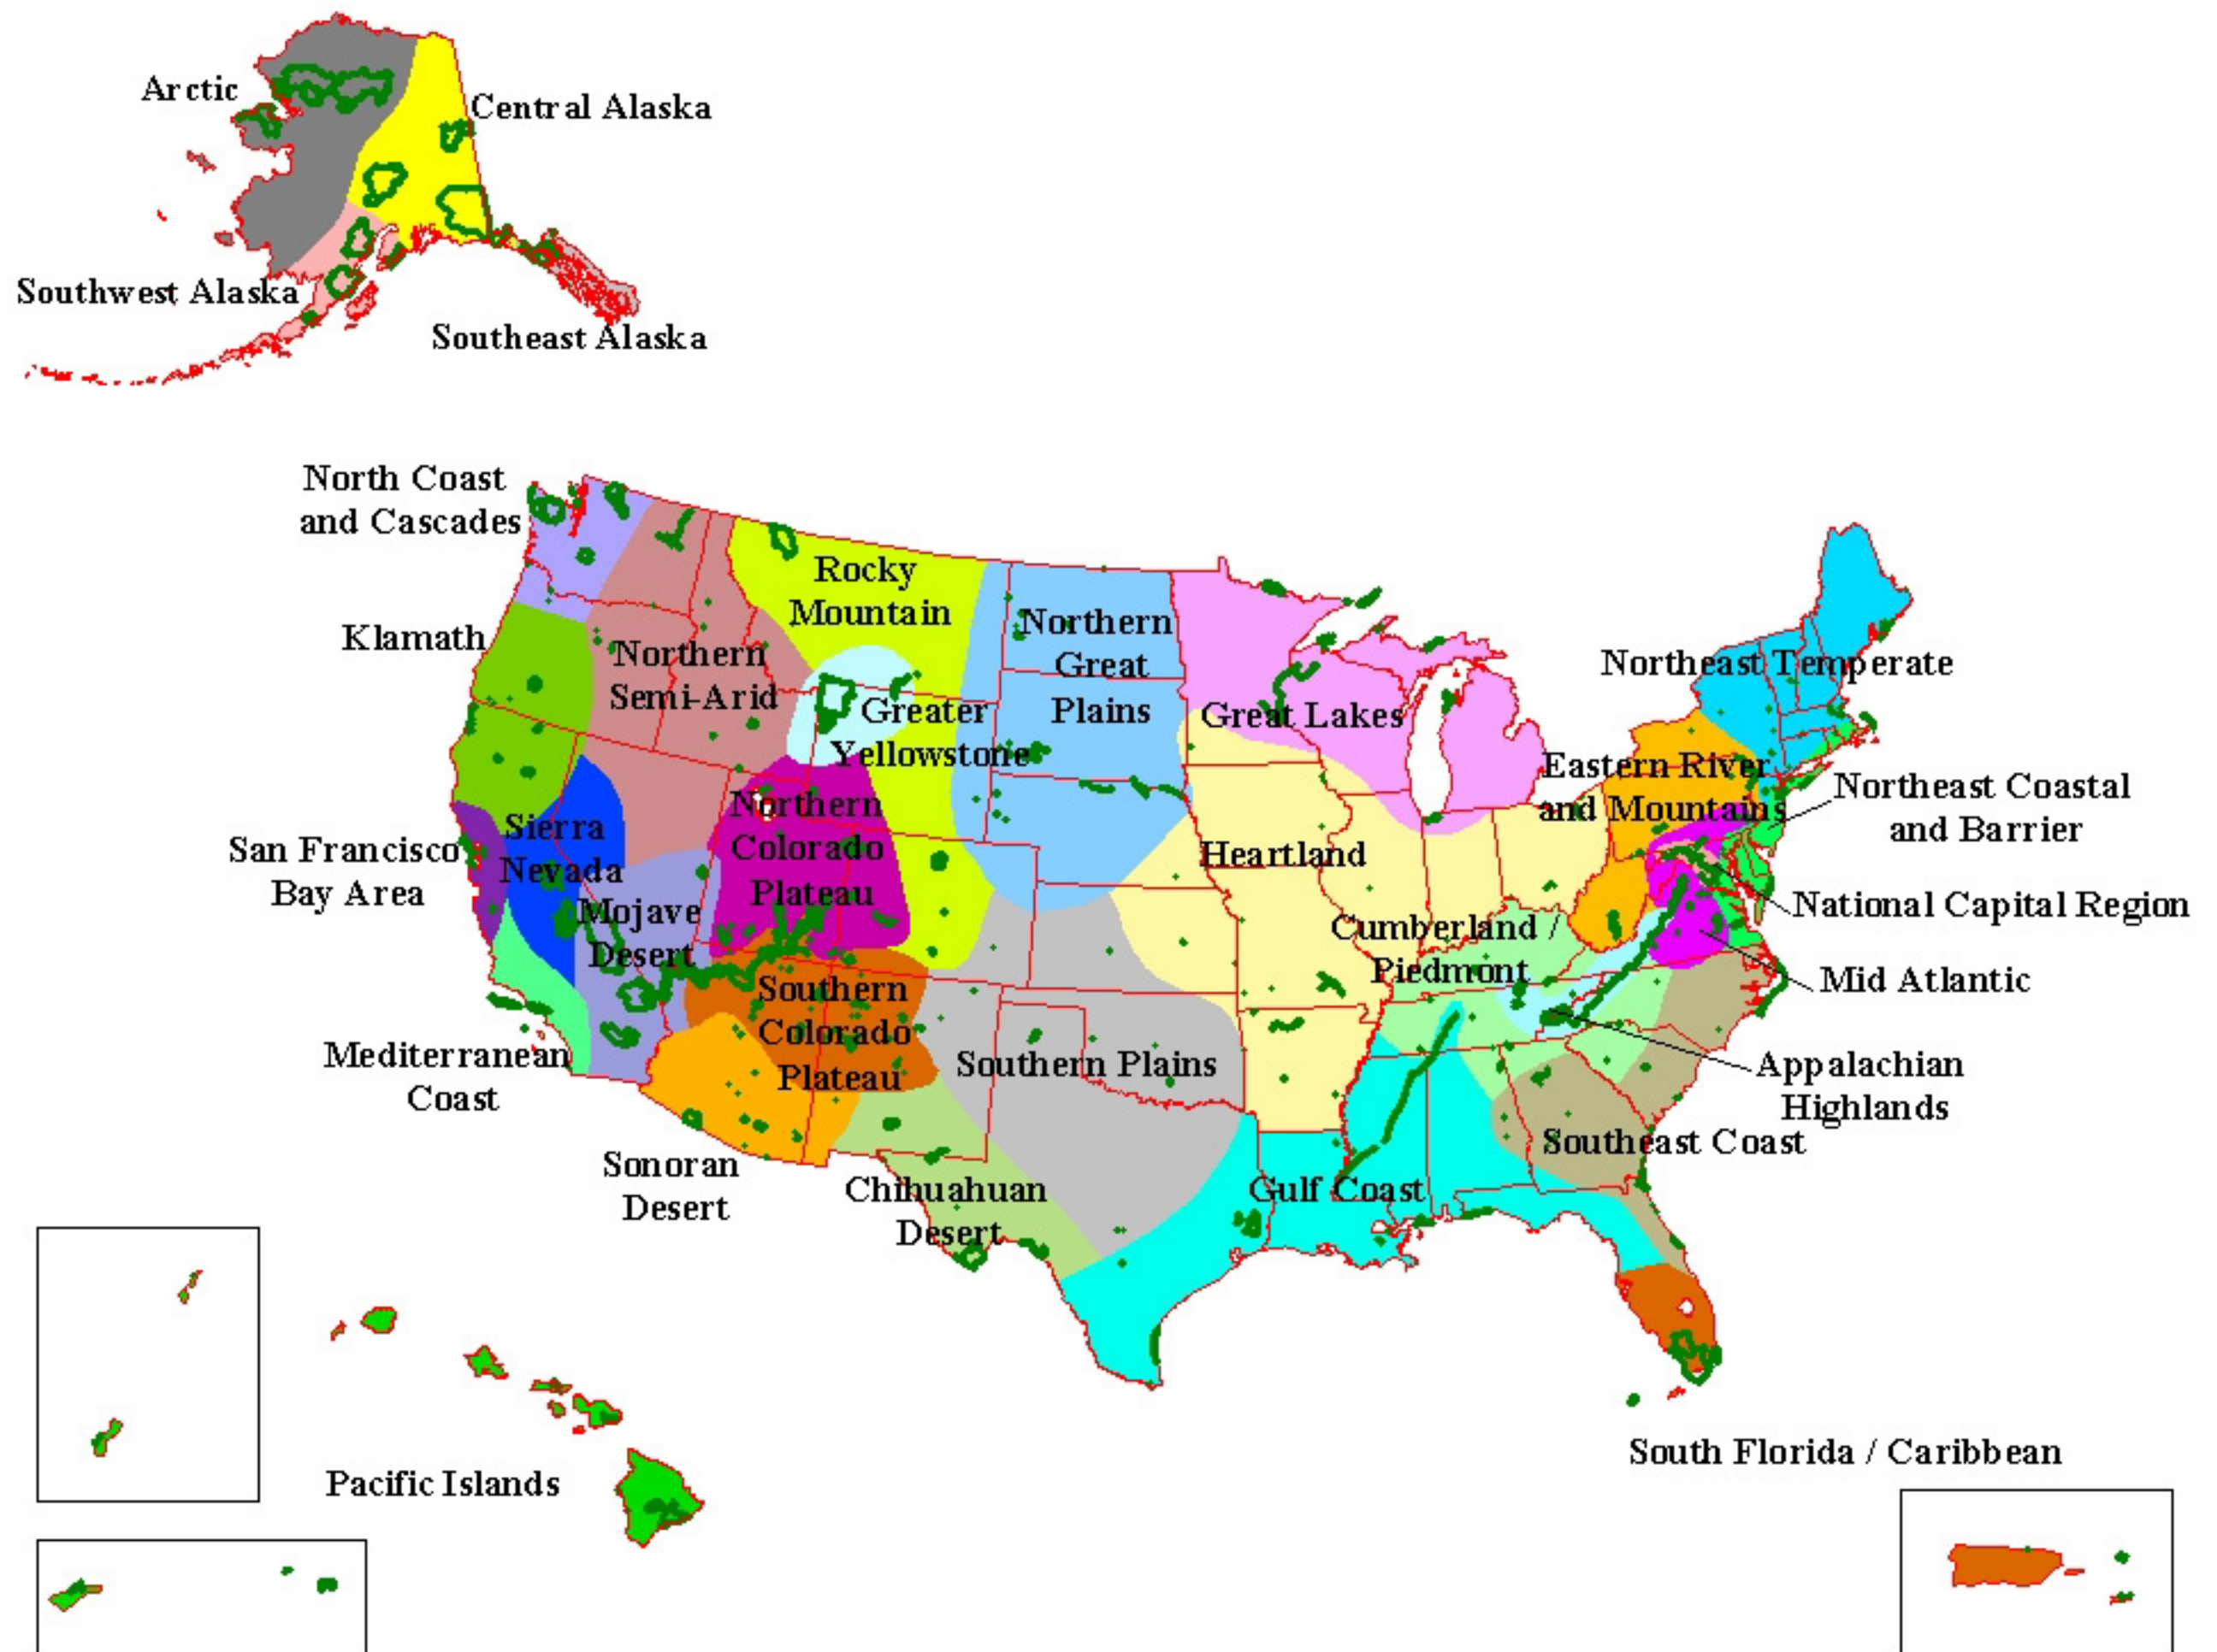 Arctic
Central Alaska
Southwest Alaska
Southeast Alaska
North Coast
and Cascades
Rocky
Mountain
Klamath
Northern
Semi-Arid
Northern
Great
Plains
Northeast Temperate
Greater
Yellowstone
Great Lakes
Eastern River
and Mountains
Northeast Coastal
and Barrier
Northern
Colorado
Plateau
Sierra
Nevada
San Francisco
Bay Area
Heartland
National Capital Region
Mojave
Desert
Cumberland /
Piedmont
Mid Atlantic
Southern
Colorado
Plateau
Mediterranean
Coast
Southern Plains
Appalachian
Highlands
Southeast Coast
Sonoran
Desert
Chihuahuan
Desert
Gulf Coast
South Florida / Caribbean
Pacific Islands